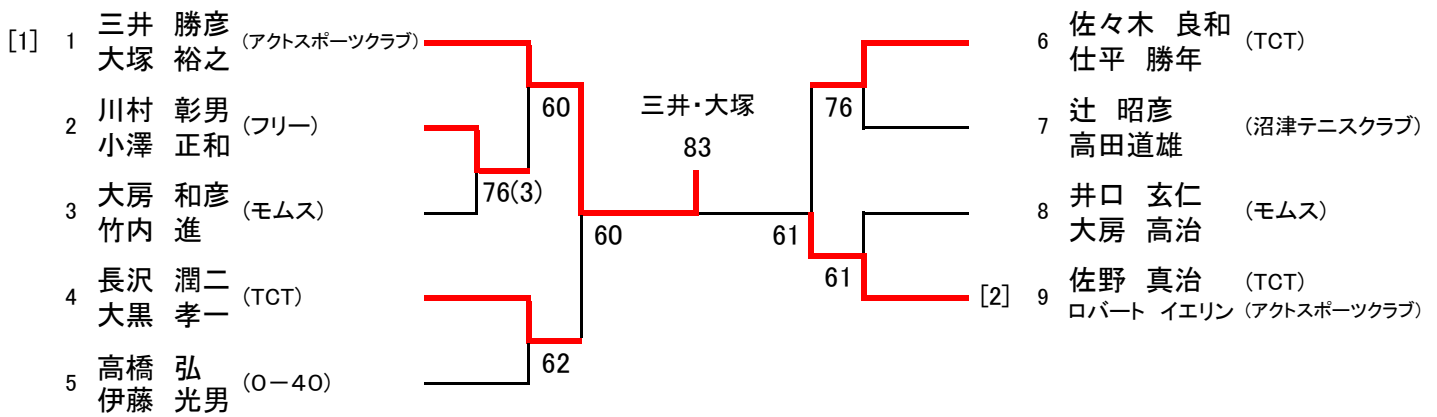 [1] 1 三井 勝彦 (アクトスポーツクラブ)
大塚 裕之
2 川村 彰男 (フリー)
小澤 正和
3 大房 和彦 (モムス)
竹内 進
4 長沢 潤二 (TCT)
大黒 孝一
5 高橋 弘 (0-40)
伊藤 光男
60
76(3)
60
62
三井・大塚
83
76
61
61
6 佐々木 良和 (TCT)
仕平 勝年
7 辻 昭彦 (沼津テニスクラブ)
高田道雄
8 井口 玄仁 (モムス)
大房 高治
[2] 9 佐野 真治 (TCT)
ロバート イエリン (アクトスポーツクラブ)